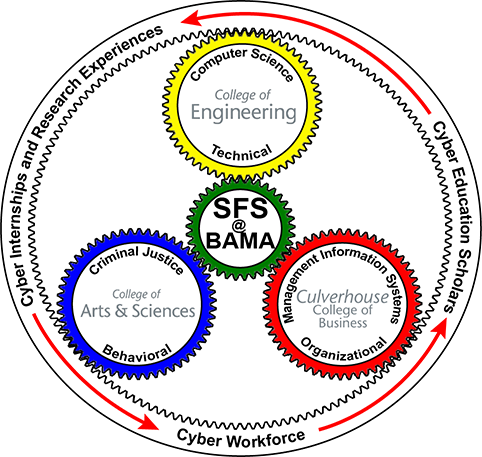 Cyber Internships and Research Experiences
Cyber Education Scholars
Cyber Workforce
Computer Science
College of
Engineering
Technical
SFS
@
BAMA
Criminal Justice
College of
Arts & Sciences
Behavioral
Management Information Systems
Culverhouse
College of
Business
Organizational